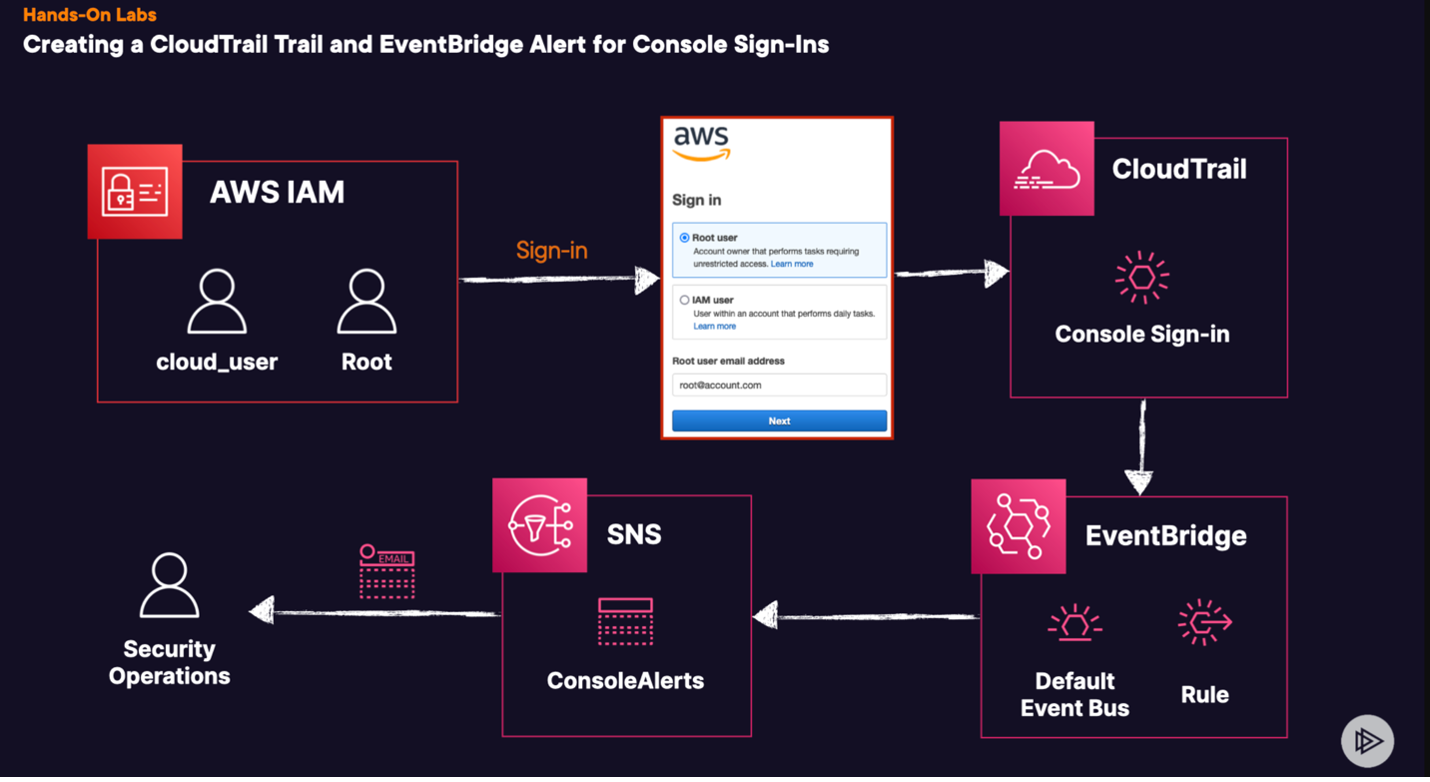 Hands-On Labs
Creating a CloudTrail Trail and EventBridge Alert for Console Sign-Ins
AWS IAM
cloud_user
Root
Sign-in
aws
Sign in
Root user
Account owner that performs tasks requiring
unrestricted access. Learn more
IAM user
User within an account that performs daily tasks.
Learn more
Root user email address
root@account.com
Next
CloudTrail
Console Sign-in
EventBridge
Default
Event Bus
Rule
SNS
ConsoleAlerts
EMAIL
Security
Operations